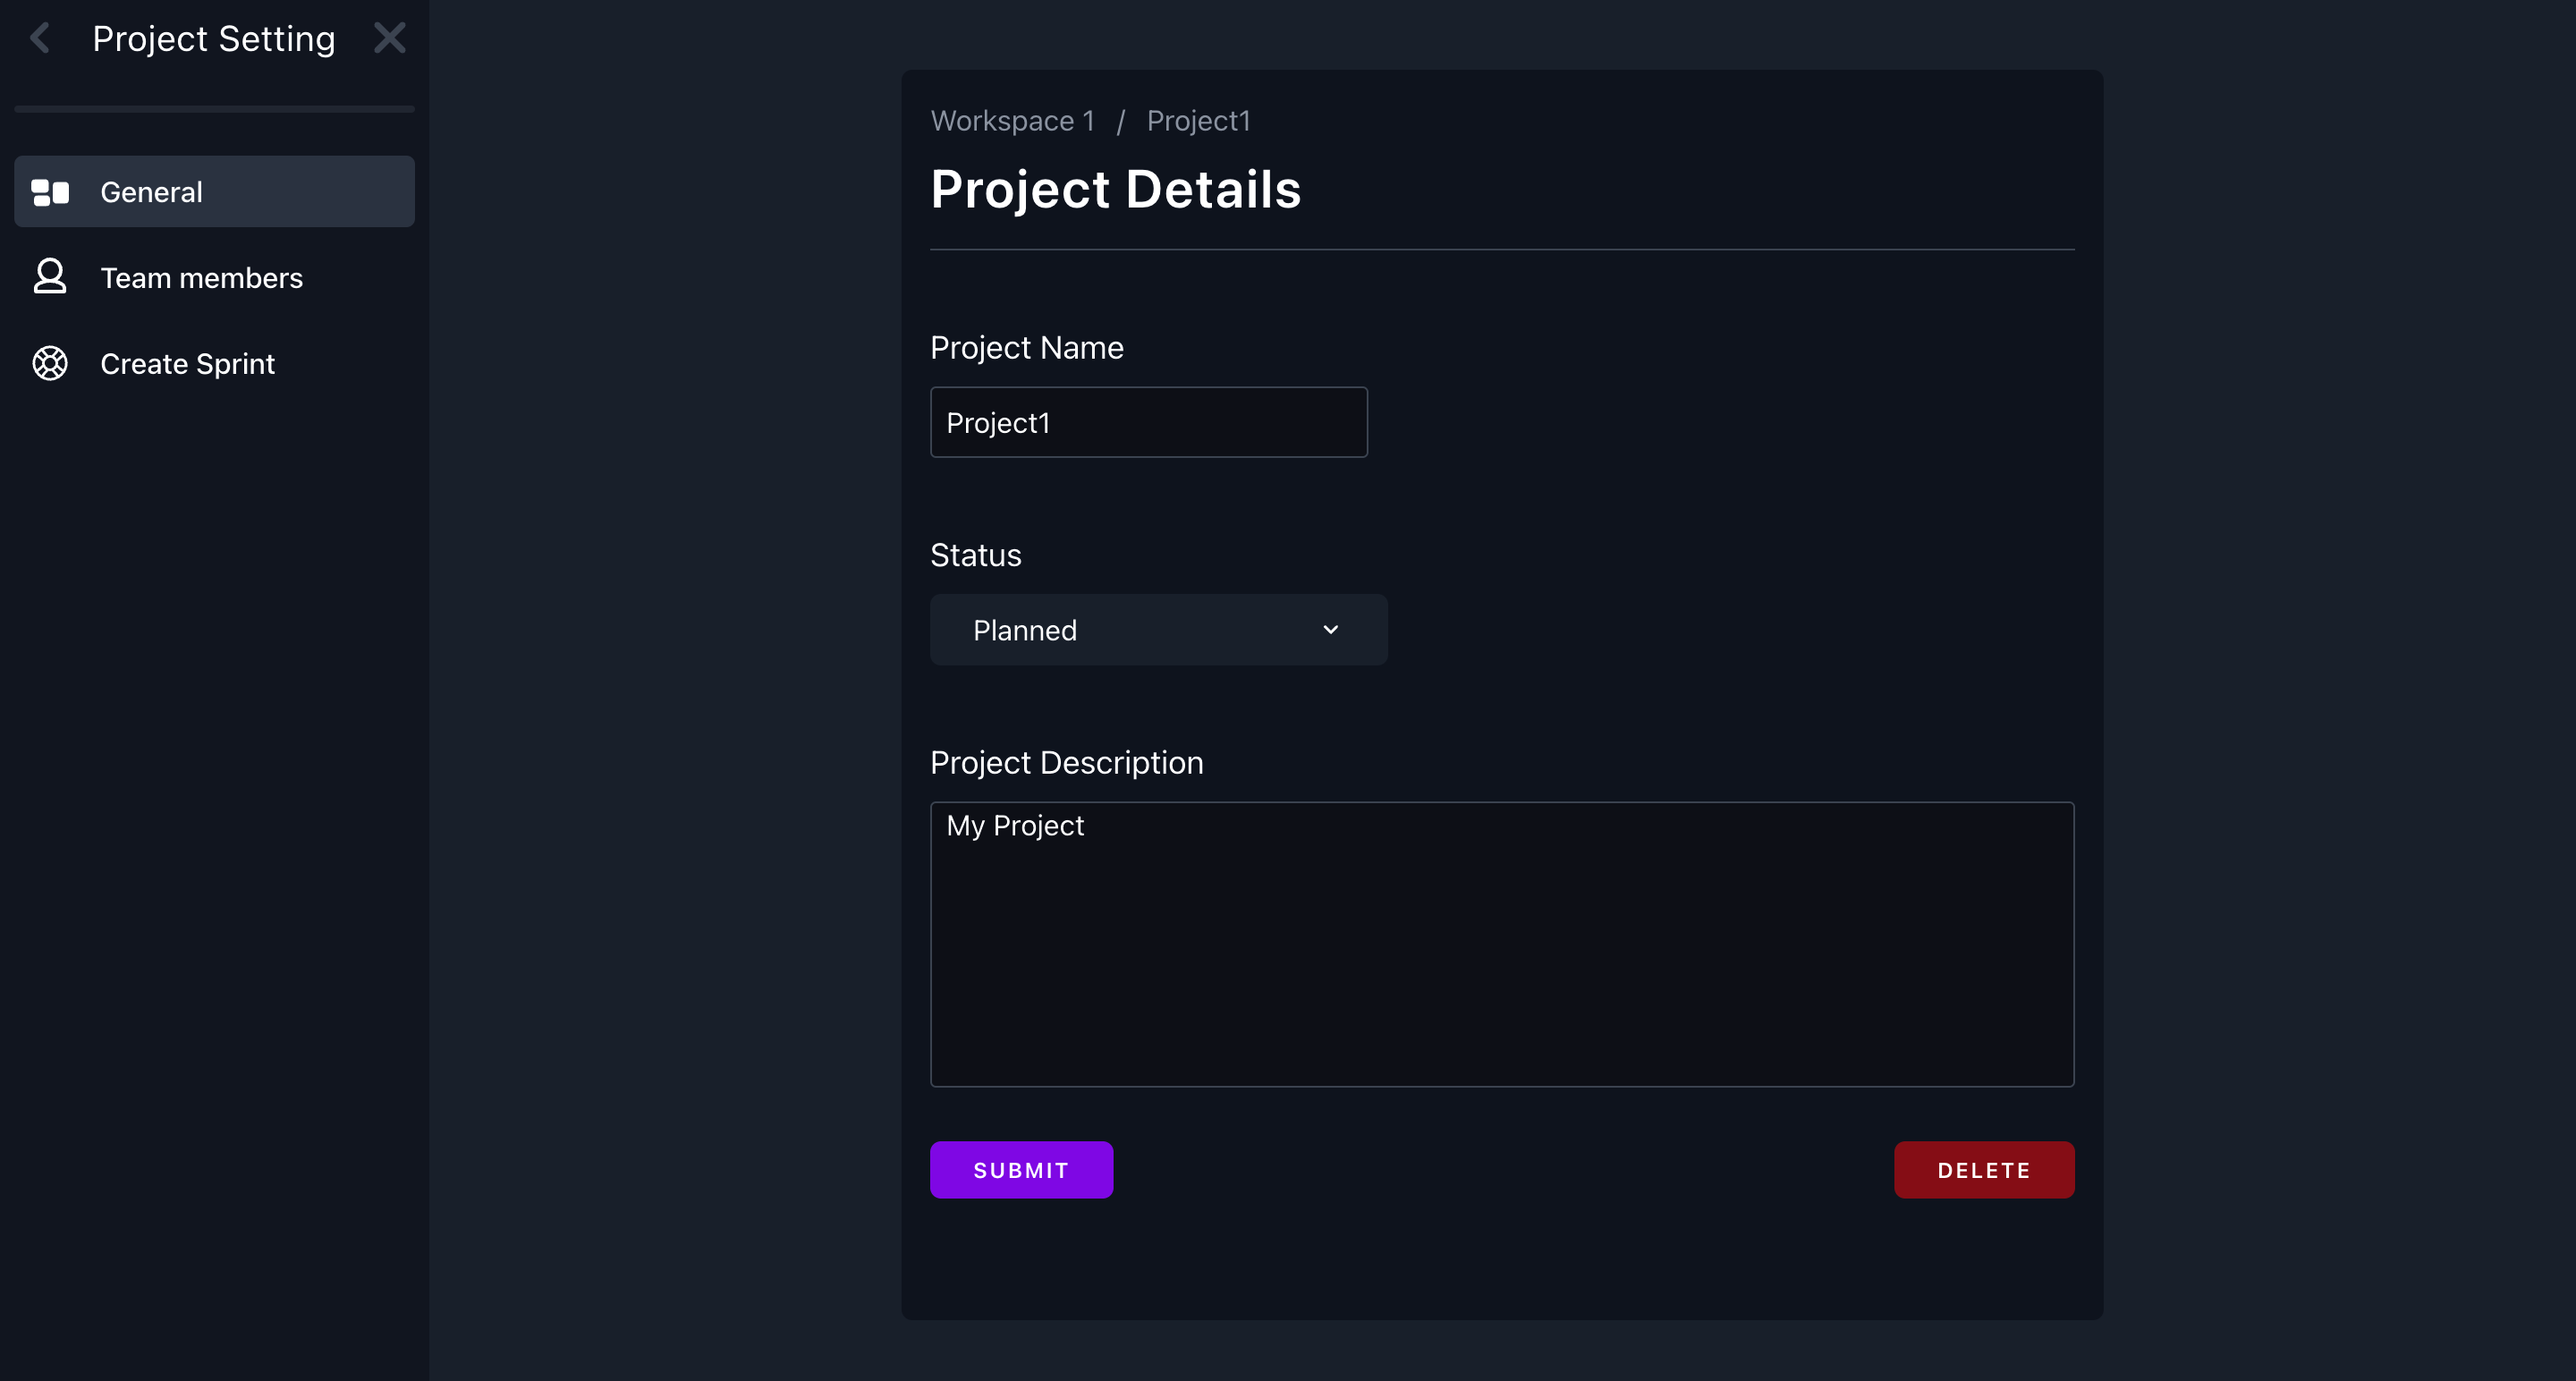 Project Setting
General
Team members
Create Sprint
Workspace 1 / Project1
Project Details
Project Name
Project1
Status
Planned
Project Description
My Project
SUBMIT
DELETE